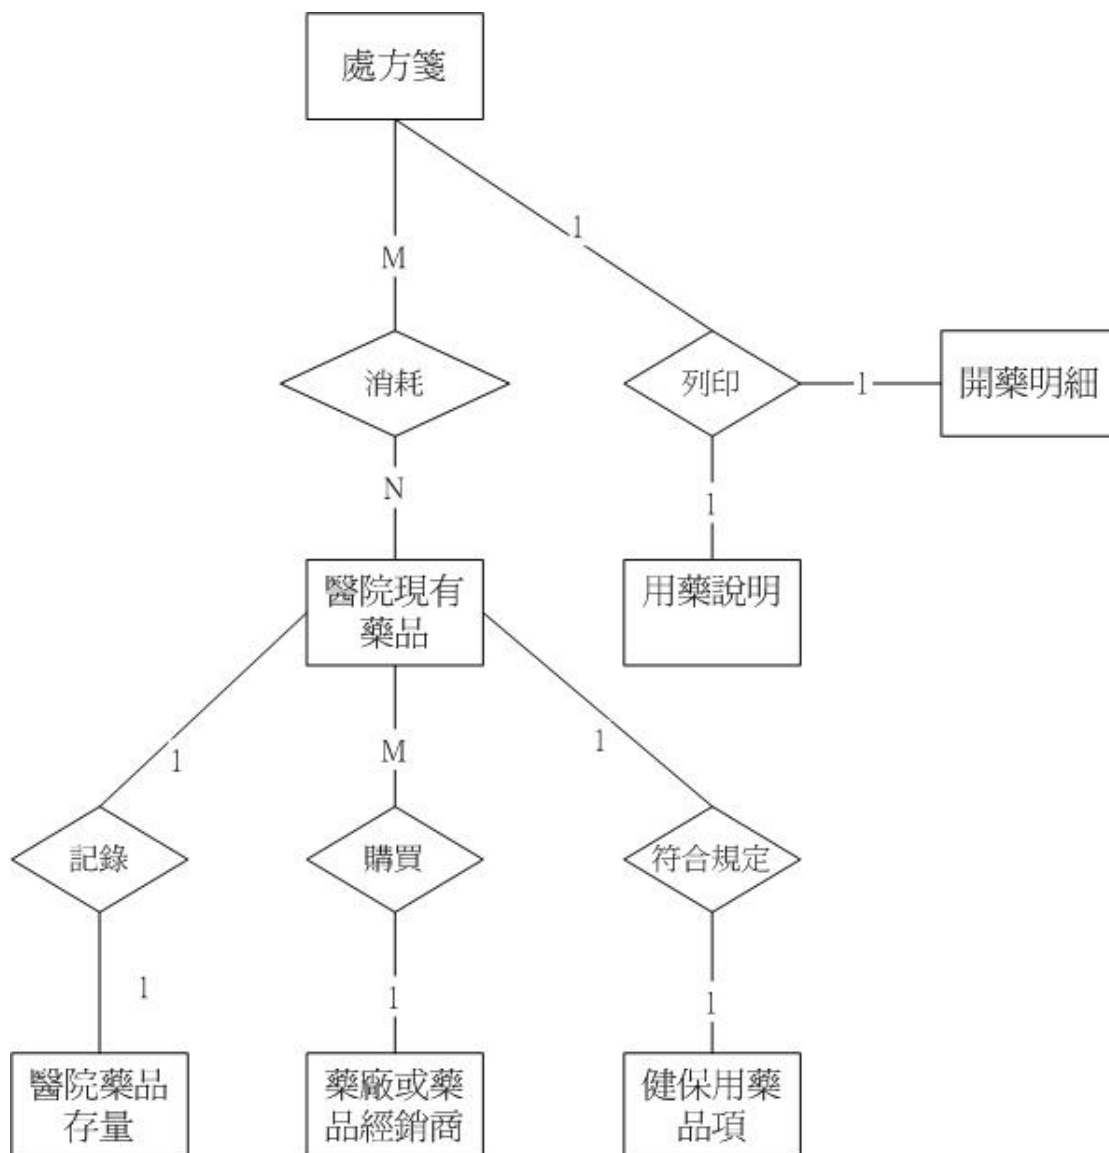 處方箋
1
M
消耗
列印
1
開藥明細
N
1
醫院現有
藥品
用藥說明
1
M
1
記錄
購買
符合規定
1
1
1
醫院藥品
存量
藥廠或藥
品經銷商
健保用藥
品項